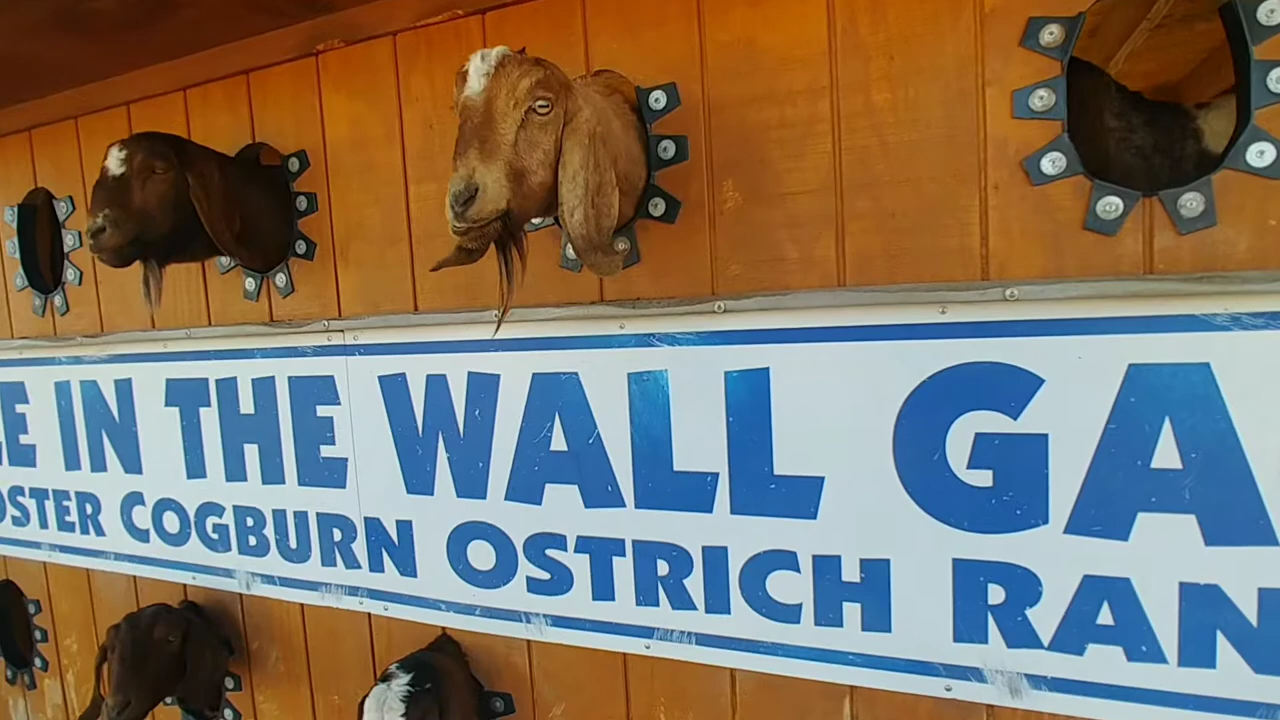 E IN THE WALL GA
OSTER COGBURN OSTRICH RAN